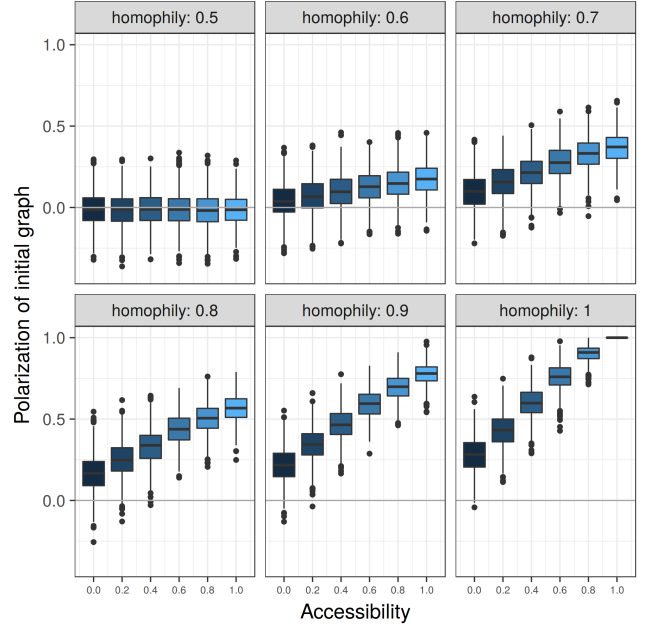 homophily: 0.5 homophily: 0.6 homophily: 0.7
1.0
0.5
0.0
homophily: 0.8 homophily: 0.9 homophily: 1
1.0
0.5
0.0
0.0 0.2 0.4 0.6 0.8 1.0 0.0 0.2 0.4 0.6 0.8 1.0 0.0 0.2 0.4 0.6 0.8 1.0
Accessibility
Polarization of initial graph